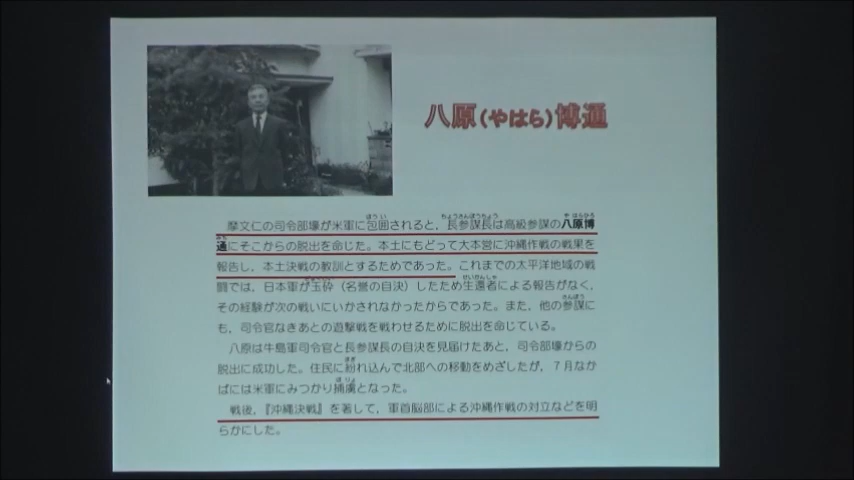 八原（やはら）博通
摩文仁の司令部壕が米軍に包囲されると、長参謀長は高級参謀の八原博
通にそこからの脱出を命じた。本土にもどって大本営に沖縄作戦の戦果を
報告し、本土決戦の教訓とするためであった。これまでの太平洋地域の戦
闘では、日本軍が玉砕（名誉の自決）したため生還者による報告がなく、
その経験が次の戦いにいかされなかったからであった。また、他の参謀に
も、司令官なきあとの遊撃戦を戦わせるために脱出を命じている。
八原は牛島軍司令官と長参謀長の自決を見届けたあと、司令部壕からの
脱出に成功した。住民に紛れ込んで北部への移動をめざしたが、７月なか
ばには米軍にみつかり捕虜となった。
戦後、『沖縄決戦』を著して、軍首脳部による沖縄作戦の対立などを明
らかにした。